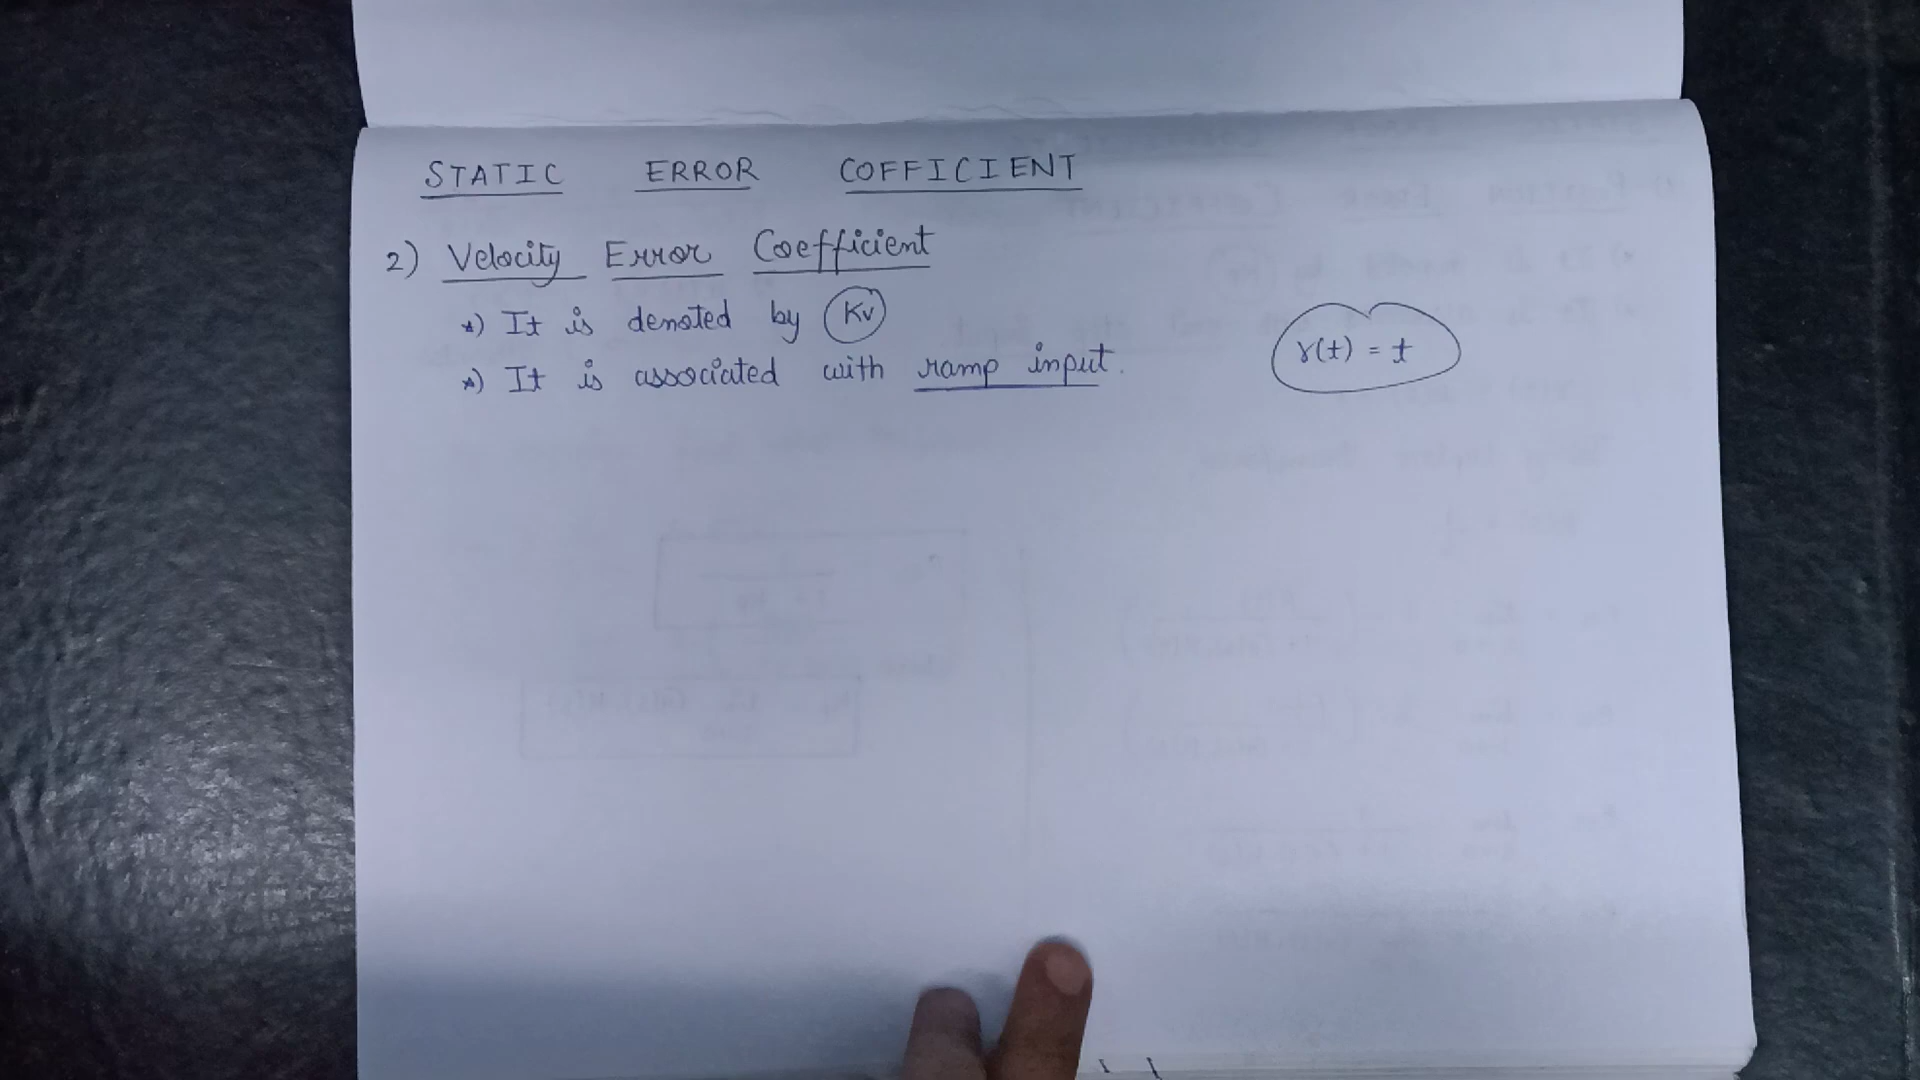 STATIC ERROR COFFICIENT
2) Velocity Error Coefficient
*) It is denoted by Kv
*) It is associated with ramp input.
r(t) = t